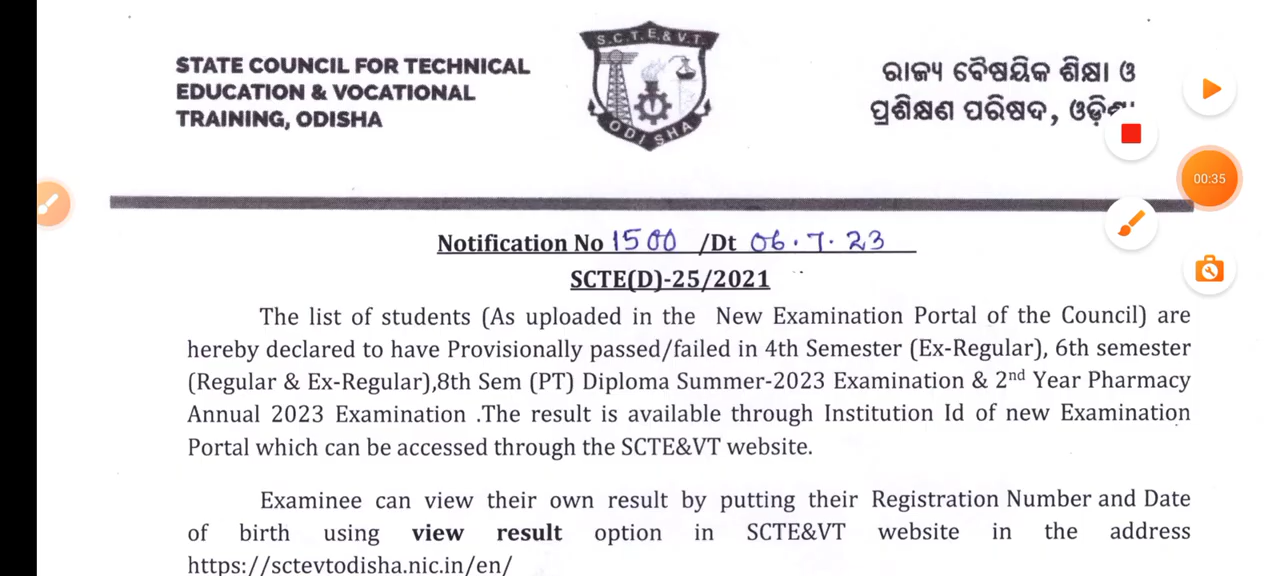 STATE COUNCIL FOR TECHNICAL
EDUCATION & VOCATIONAL
TRAINING, ODISHA
S.C.T.E.& V.T.
ODISHA
ରାଜ୍ୟ ବୈଷୟିକ ଶିକ୍ଷା ଓ
ପ୍ରଶିକ୍ଷଣ ପରିଷଦ,
00:35
Notification No 1500 /Dt 06.7.23
SCTE(D)-25/2021
The list of students (As uploaded in the New Examination Portal of the Council) are
hereby declared to have Provisionally passed/failed in 4th Semester (Ex-Regular), 6th semester
(Regular & Ex-Regular),8th Sem (PT) Diploma Summer-2023 Examination & 2nd Year Pharmacy
Annual 2023 Examination .The result is available through Institution Id of new Examination
Portal which can be accessed through the SCTE&VT website.
Examinee can view their own result by putting their Registration Number and Date
of birth using view result option in SCTE&VT website in the address
https://sctevtodisha.nic.in/en/